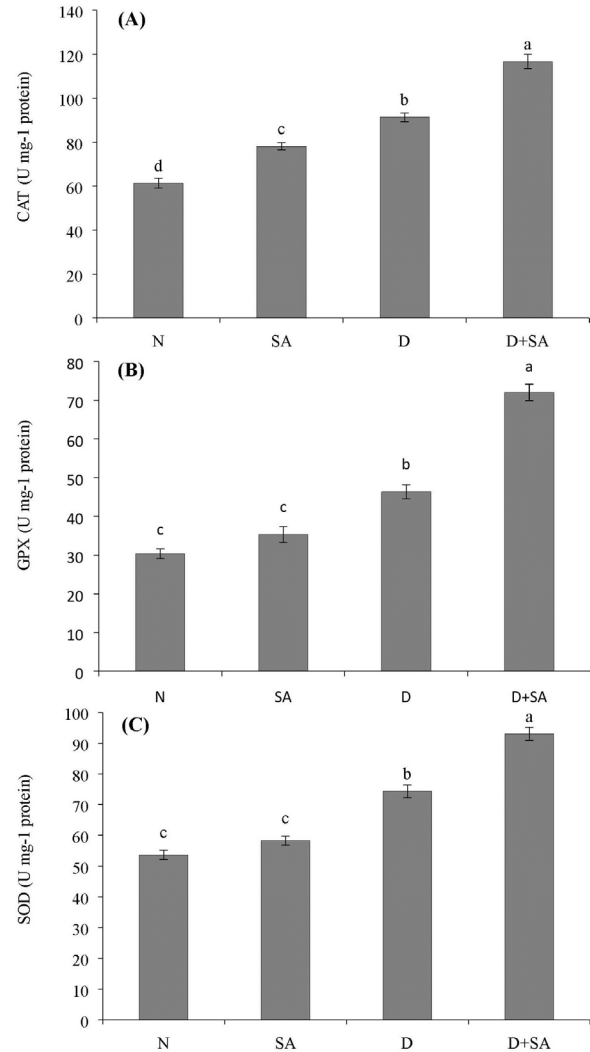 (A)
140
120
100
80
60
40
20
0
CAT (U mg-1 protein)
d
c
b
a
N SA D D+SA
(B)
80
70
60
50
40
30
20
10
0
GPX (U mg-1 protein)
c
c
b
a
N SA D D+SA
(C)
100
90
80
70
60
50
40
30
20
10
0
SOD (U mg-1 protein)
c
c
b
a
N SA D D+SA